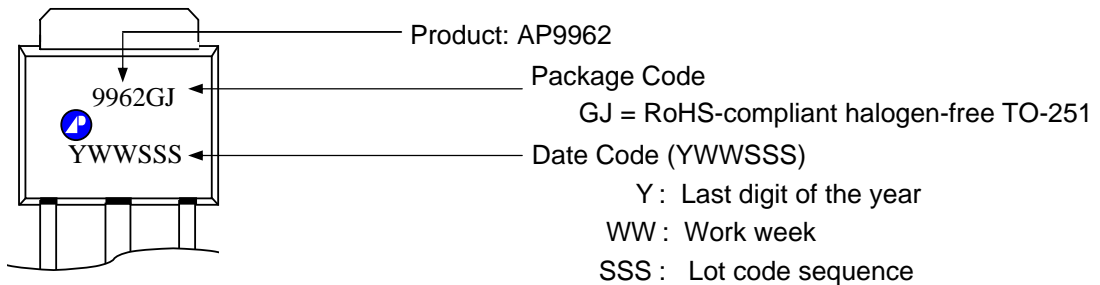 Product: AP9962
9962GJ
Package Code
GJ = RoHS-compliant halogen-free TO-251
YWWSSS
Date Code (YWWSSS)
Y : Last digit of the year
WW : Work week
SSS : Lot code sequence